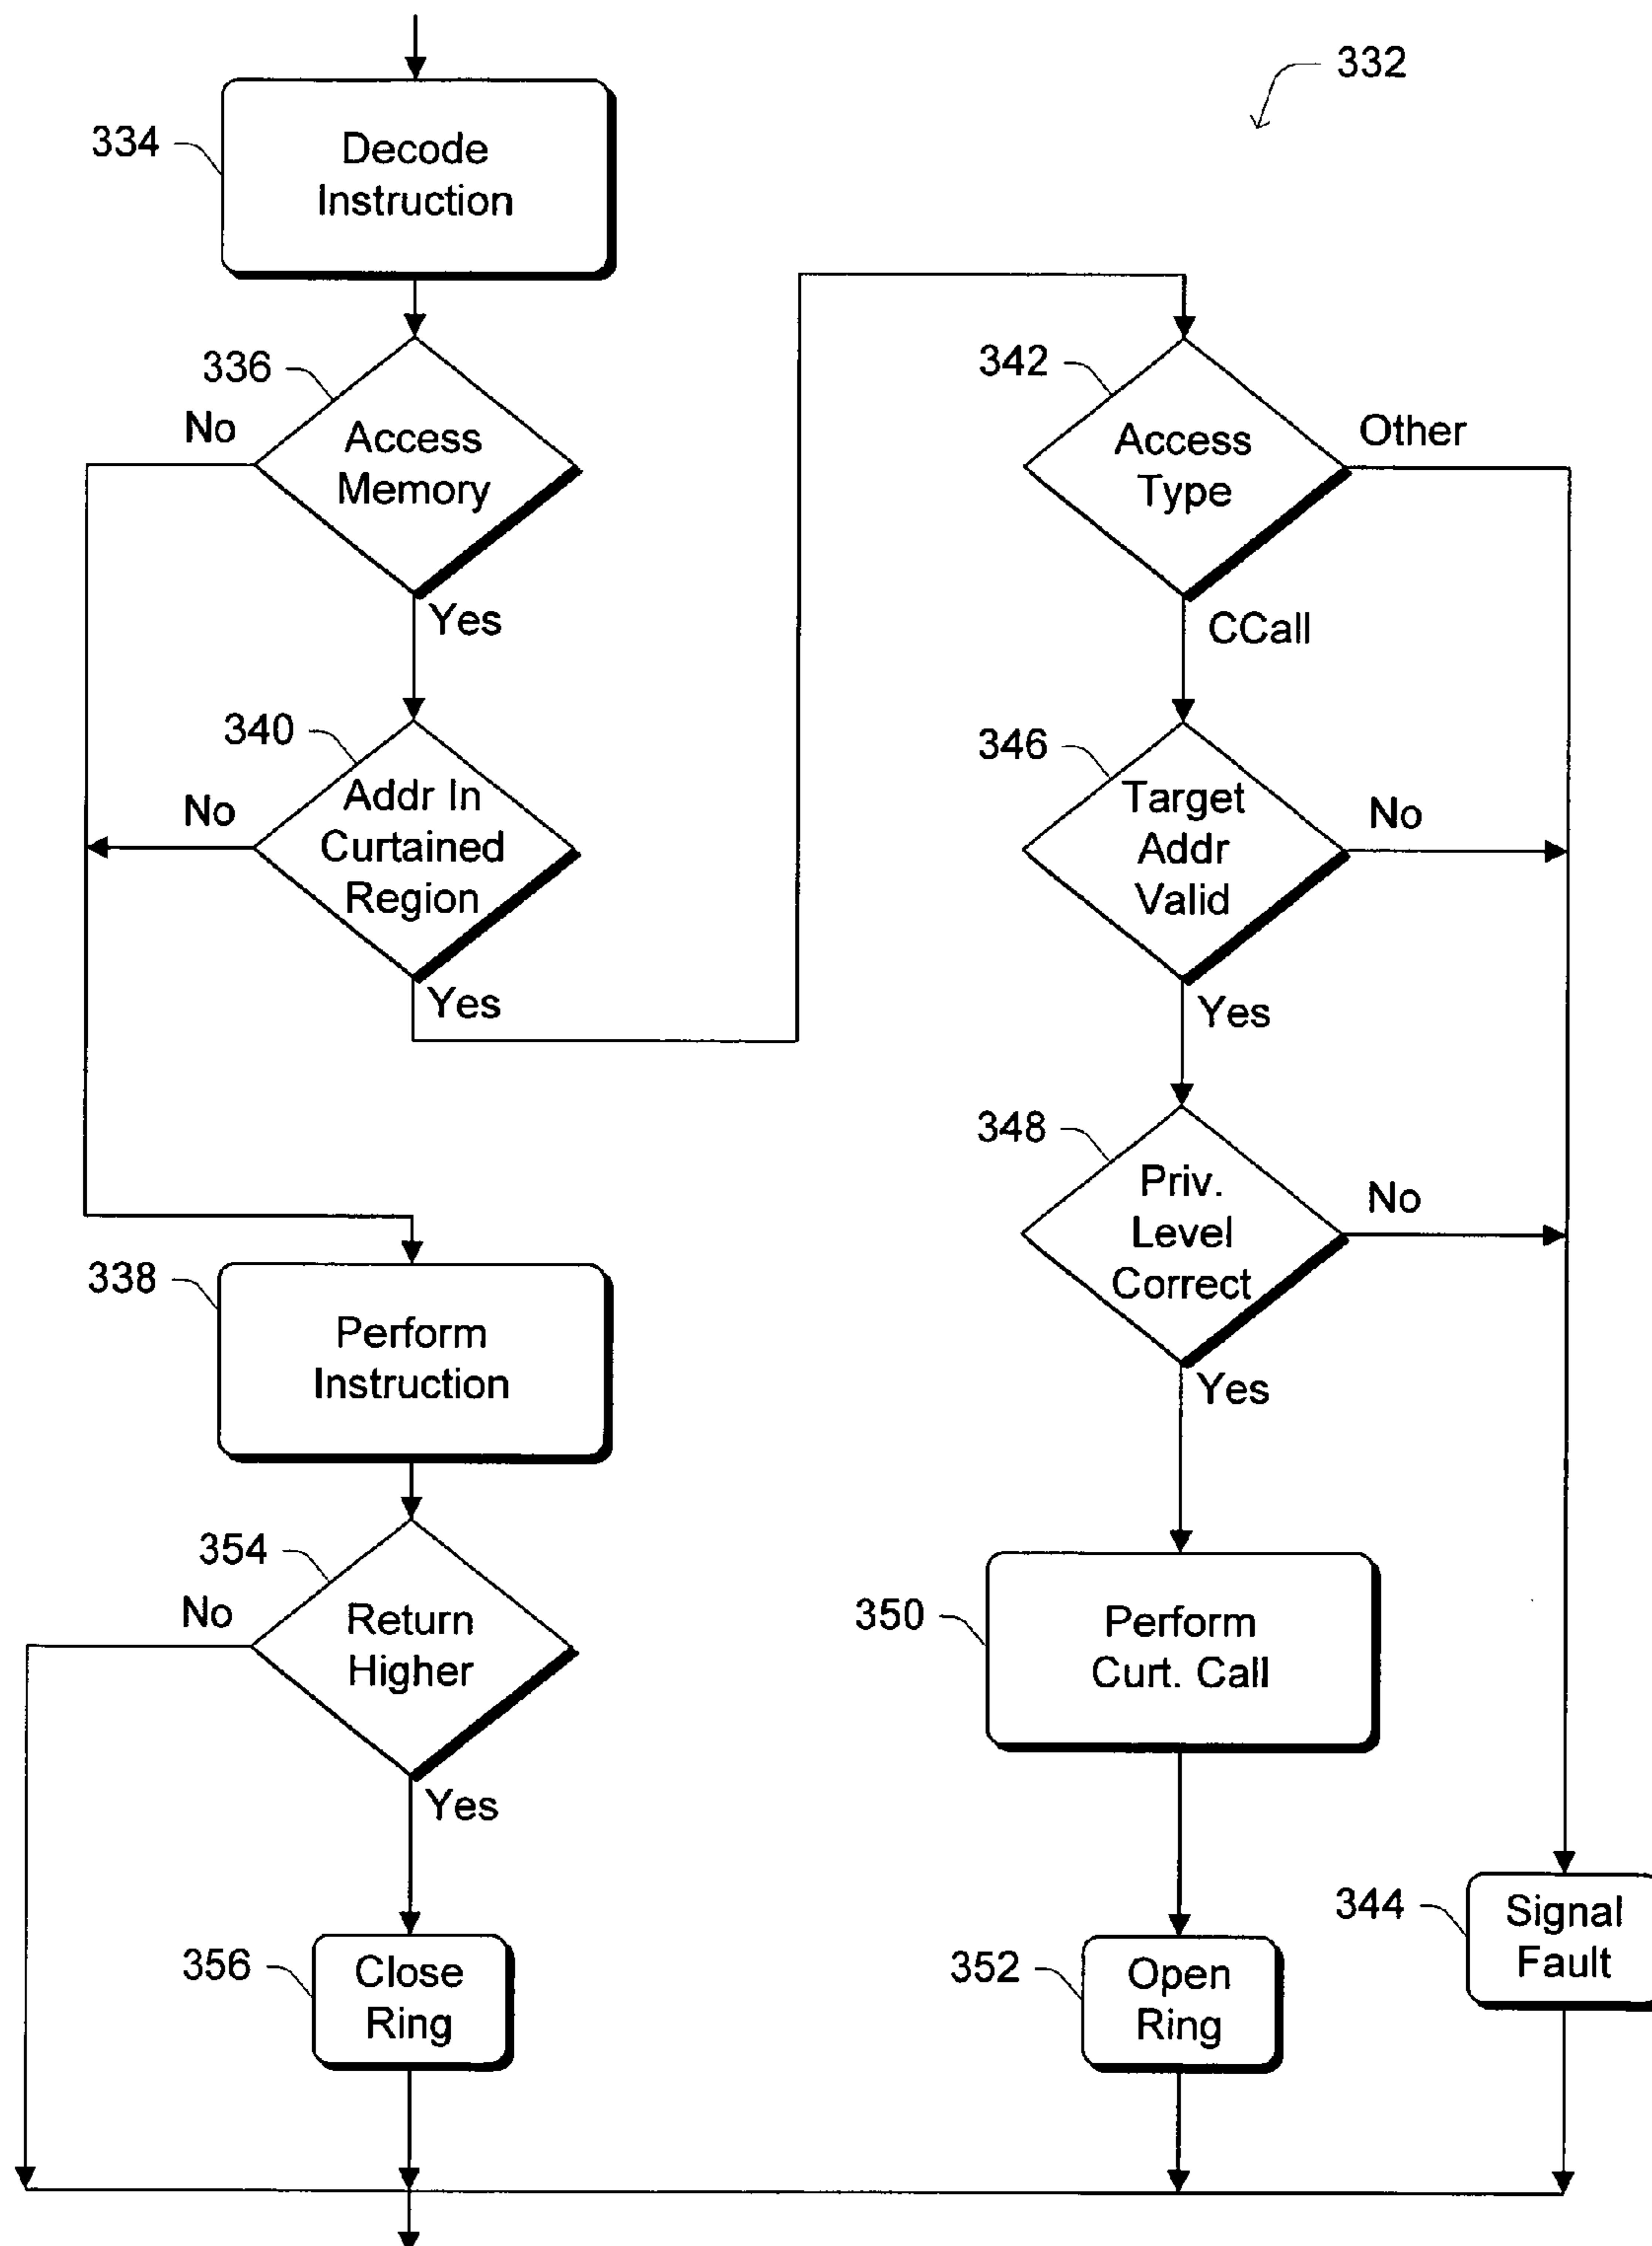 332
334
Decode
Instruction
336
No
Access
Memory
Yes
340
No
Addr In
Curtained
Region
Yes
338
Perform
Instruction
354
No
Return
Higher
Yes
356
Close
Ring
342
Access
Type
Other
CCall
346
Target
Addr
Valid
No
Yes
348
Priv.
Level
Correct
No
Yes
350
Perform
Curt. Call
352
Open
Ring
344
Signal
Fault